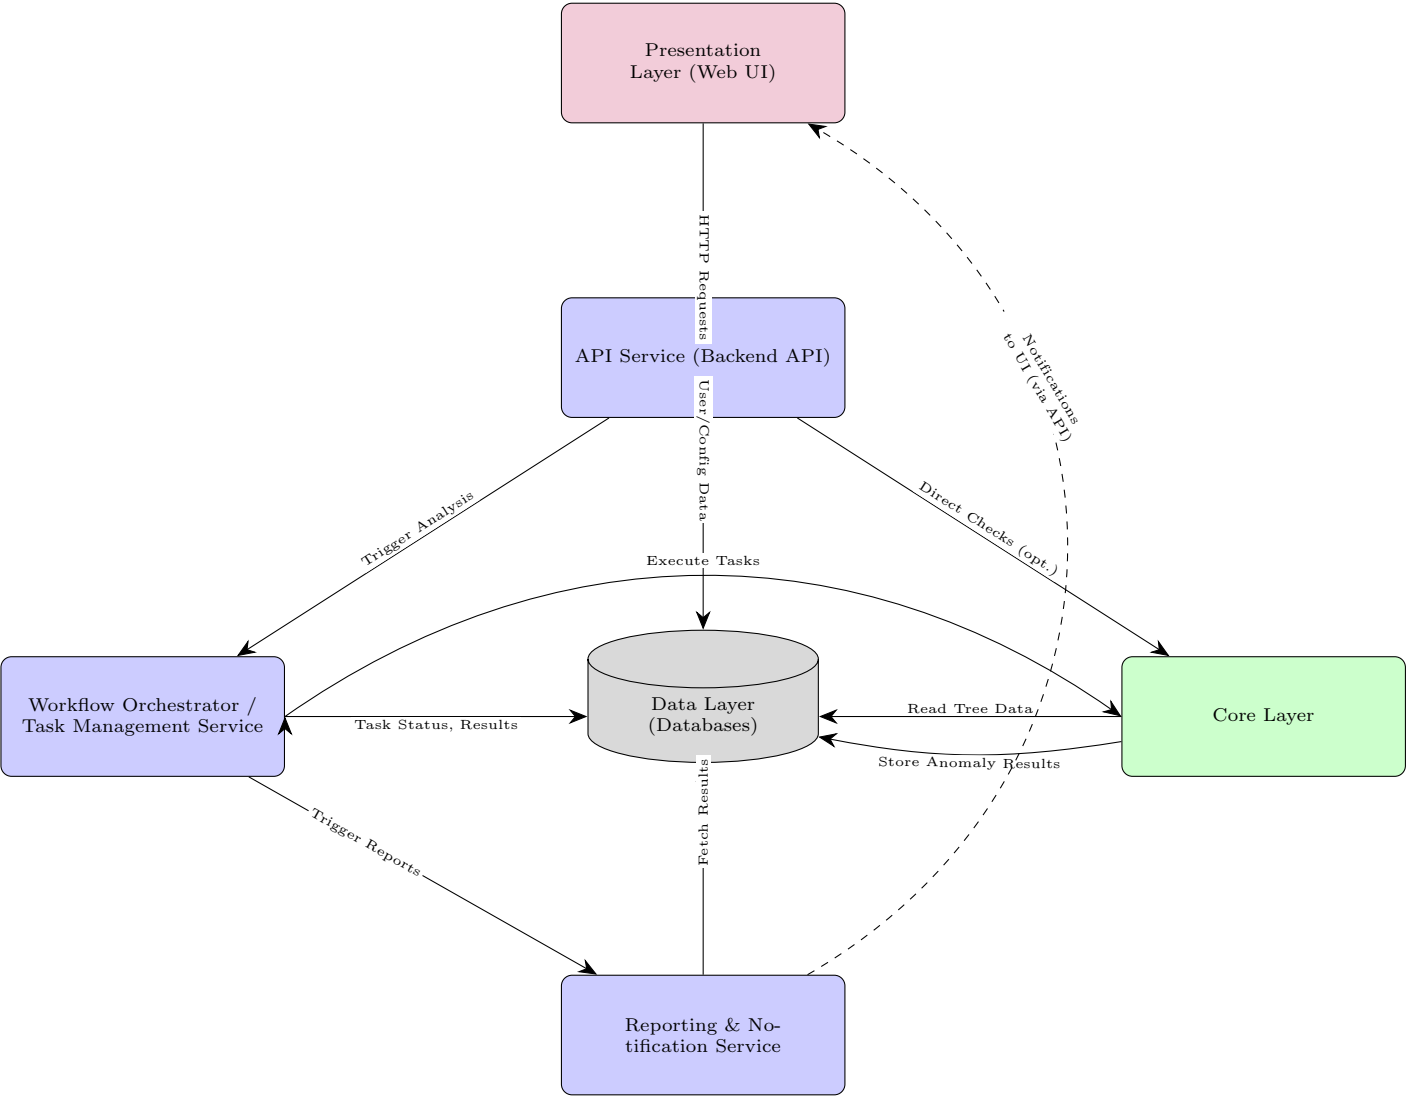 Presentation
Layer (Web UI)
HTTP Requests
API Service (Backend API)
User/Config Data
Notifications
to UI (via API)
Trigger Analysis
Direct Checks (opt.)
Execute Tasks
Workflow Orchestrator /
Task Management Service
Task Status, Results
Data Layer
(Databases)
Read Tree Data
Core Layer
Store Anomaly Results
Fetch Results
Trigger Reports
Reporting & No-
tification Service